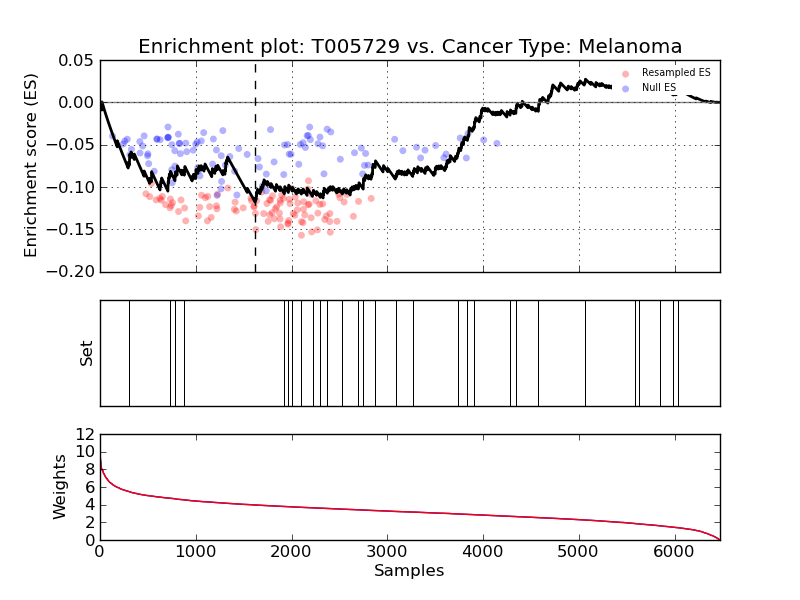 Enrichment plot: T005729 vs. Cancer Type: Melanoma
Enrichment score (ES)
0.05
0.00
−0.05
−0.10
−0.15
−0.20
Resampled ES
Null ES
Set
Weights
12
10
8
6
4
2
0
0 1000 2000 3000 4000 5000 6000
Samples